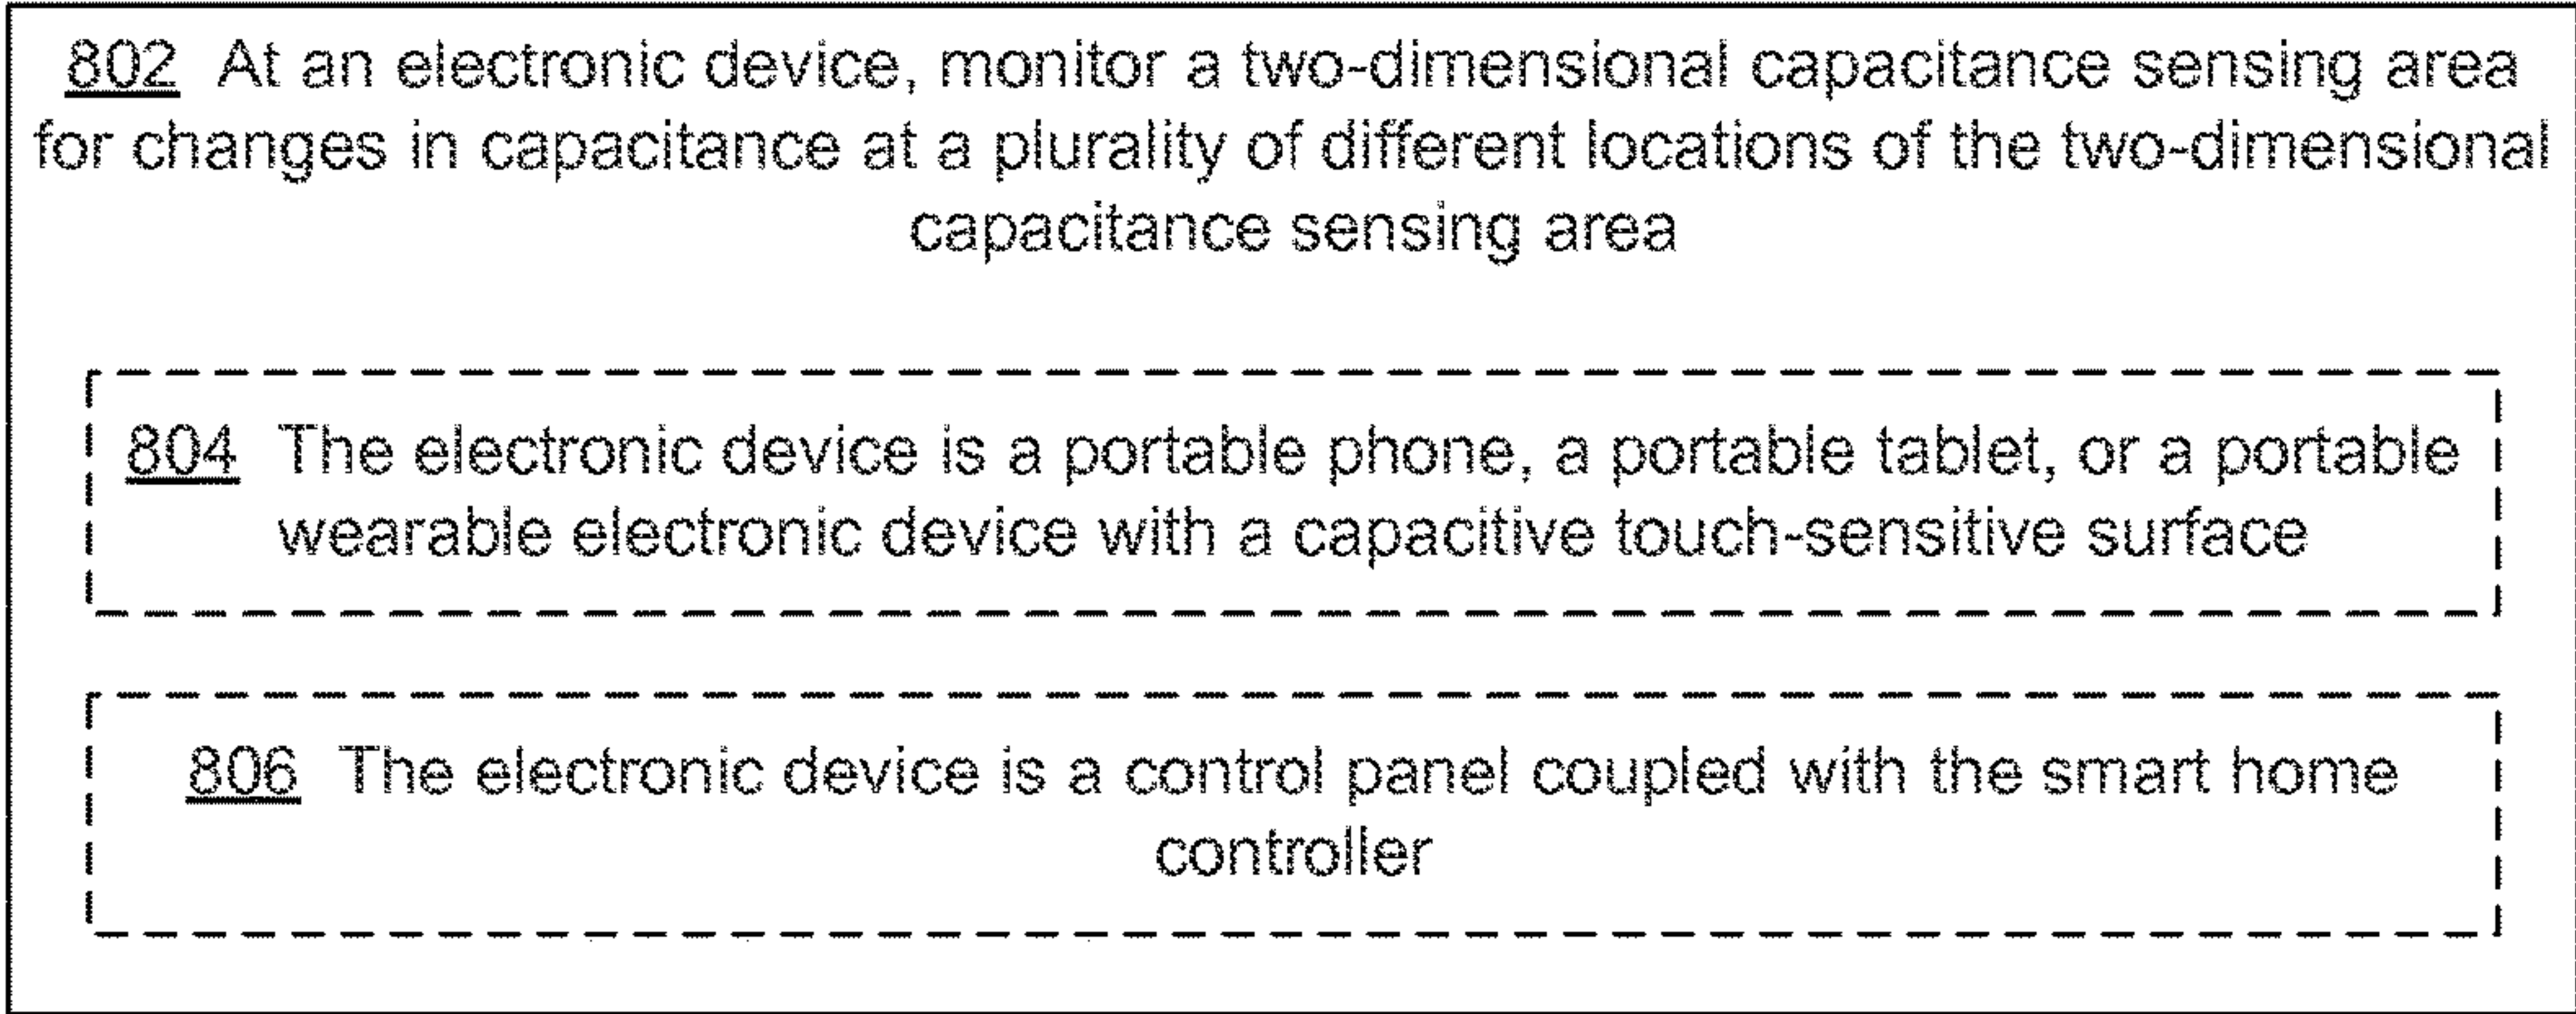 802 At an electronic device, monitor a two-dimensional capacitance sensing area
for changes in capacitance at a plurality of different locations of the two-dimensional
capacitance sensing area
804 The electronic device is a portable phone, a portable tablet, or a portable
wearable electronic device with a capacitive touch-sensitive surface
806 The electronic device is a control panel coupled with the smart home
controller